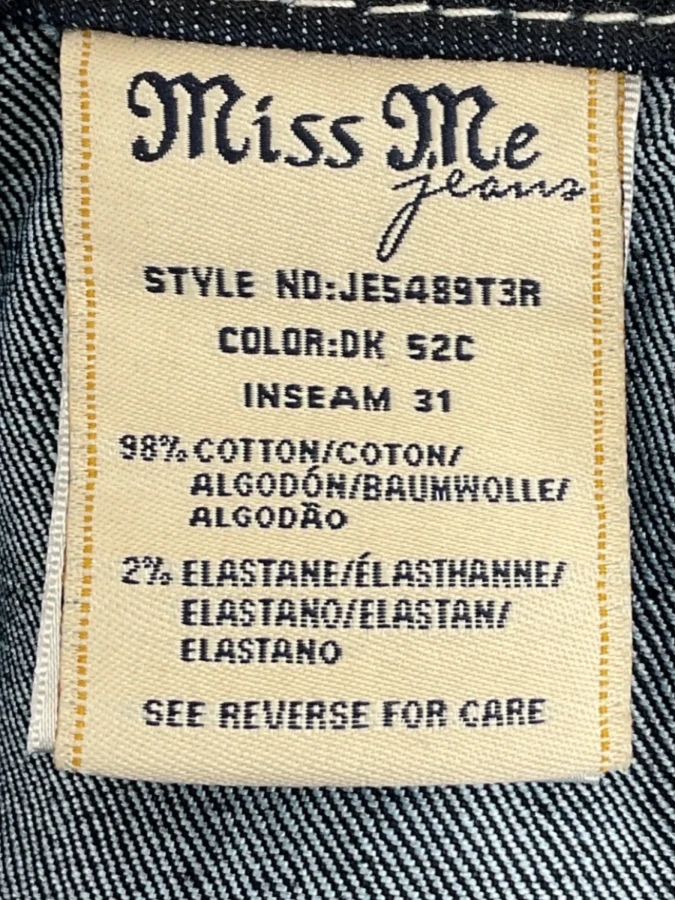 Miss Me
jeans
STYLE NO:JE5489T3R
COLOR:DK 52C
INSEAM 31
98% COTTON/COTON/
ALGODÓN/BAUMWOLLE/
ALGODÃO
2% ELASTANE/ÉLASTHANNE/
ELASTANO/ELASTAN/
ELASTANO
SEE REVERSE FOR CARE